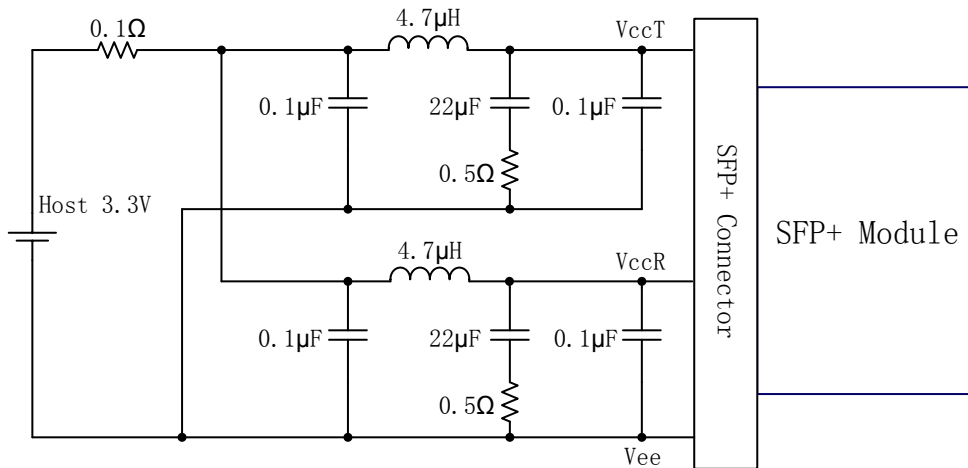 0.1Ω
4.7μH
VccT
0.1μF
22μF
0.1μF
0.5Ω
Host 3.3V
4.7μH
VccR
0.1μF
22μF
0.1μF
0.5Ω
Vee
SFP+ Connector
SFP+ Module